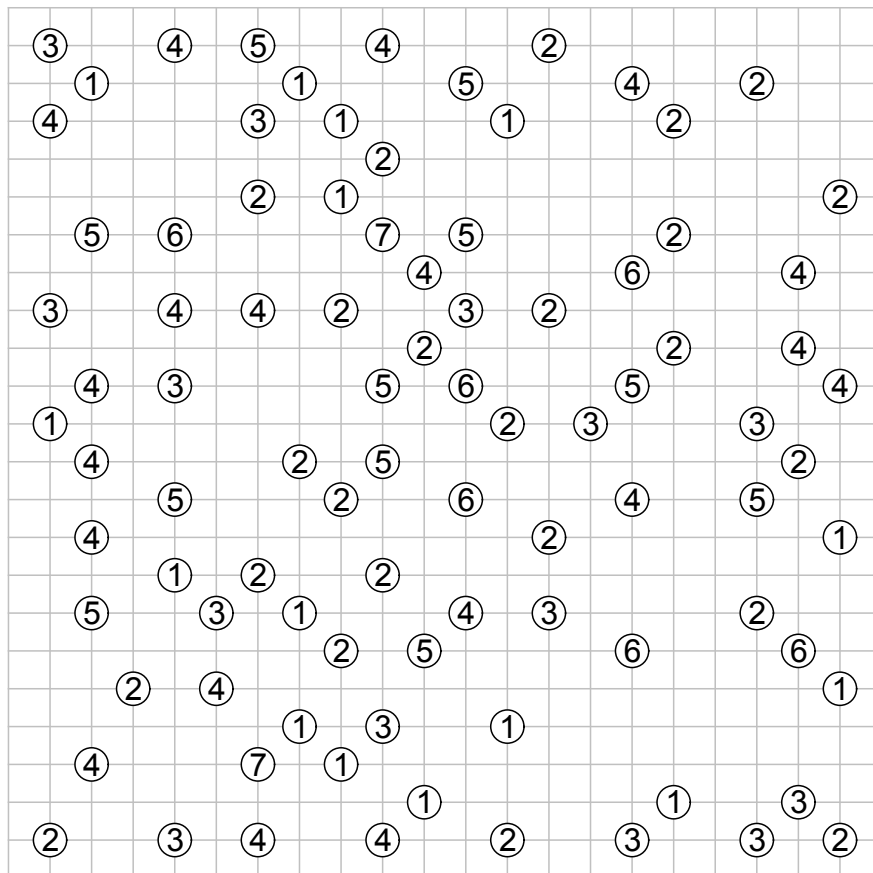 3 4 5 4 2
1 1 5 4 2
4 3 1 1 2
2
2 1 2
5 6 7 5 2
4 6 4
3 4 4 2 3 2
2 2 4
4 3 5 6 5 4
1 2 3 3
4 2 5 2
5 2 6 4 5
4 2 1
1 2 2
5 3 1 4 3 2
2 5 6 6
2 4 1
1 3 1
4 7 1
1 1 3
2 3 4 4 2 3 3 2